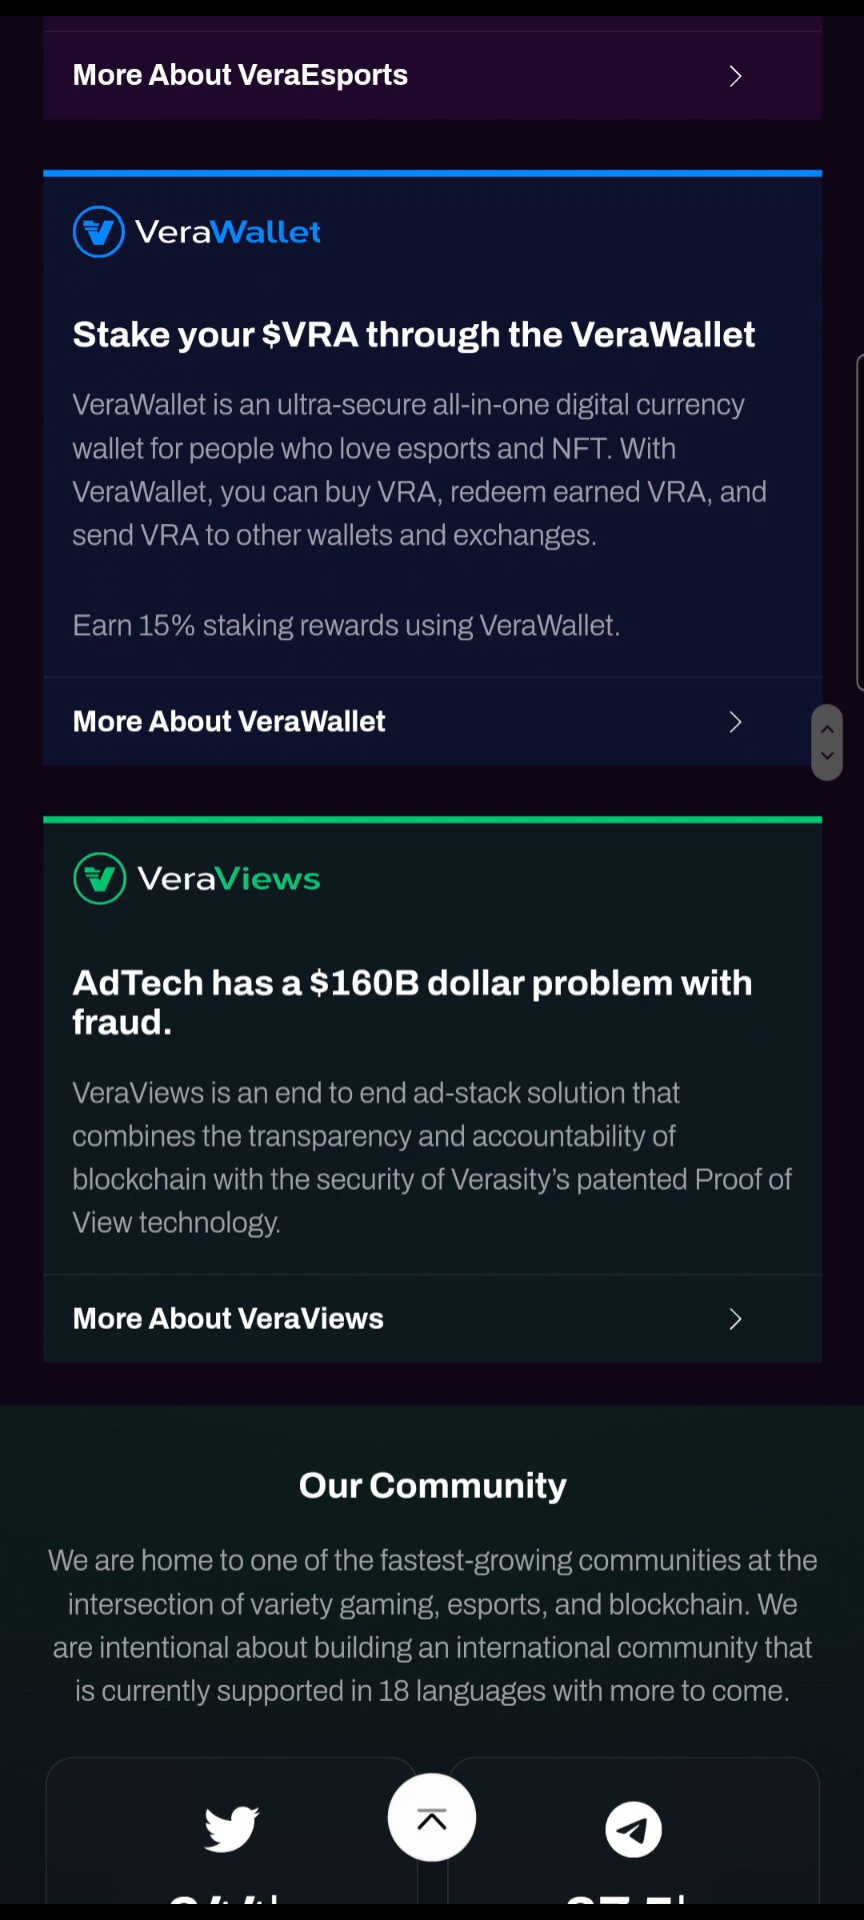 More About VeraEsports
VeraWallet
Stake your $VRA through the VeraWallet
VeraWallet is an ultra-secure all-in-one digital currency
wallet for people who love esports and NFT. With
VeraWallet, you can buy VRA, redeem earned VRA, and
send VRA to other wallets and exchanges.
Earn 15% staking rewards using VeraWallet.
More About VeraWallet
VeraViews
AdTech has a $160B dollar problem with
fraud.
VeraViews is an end to end ad-stack solution that
combines the transparency and accountability of
blockchain with the security of Verasity’s patented Proof of
View technology.
More About VeraViews
Our Community
We are home to one of the fastest-growing communities at the
intersection of variety gaming, esports, and blockchain. We
are intentional about building an international community that
is currently supported in 18 languages with more to come.